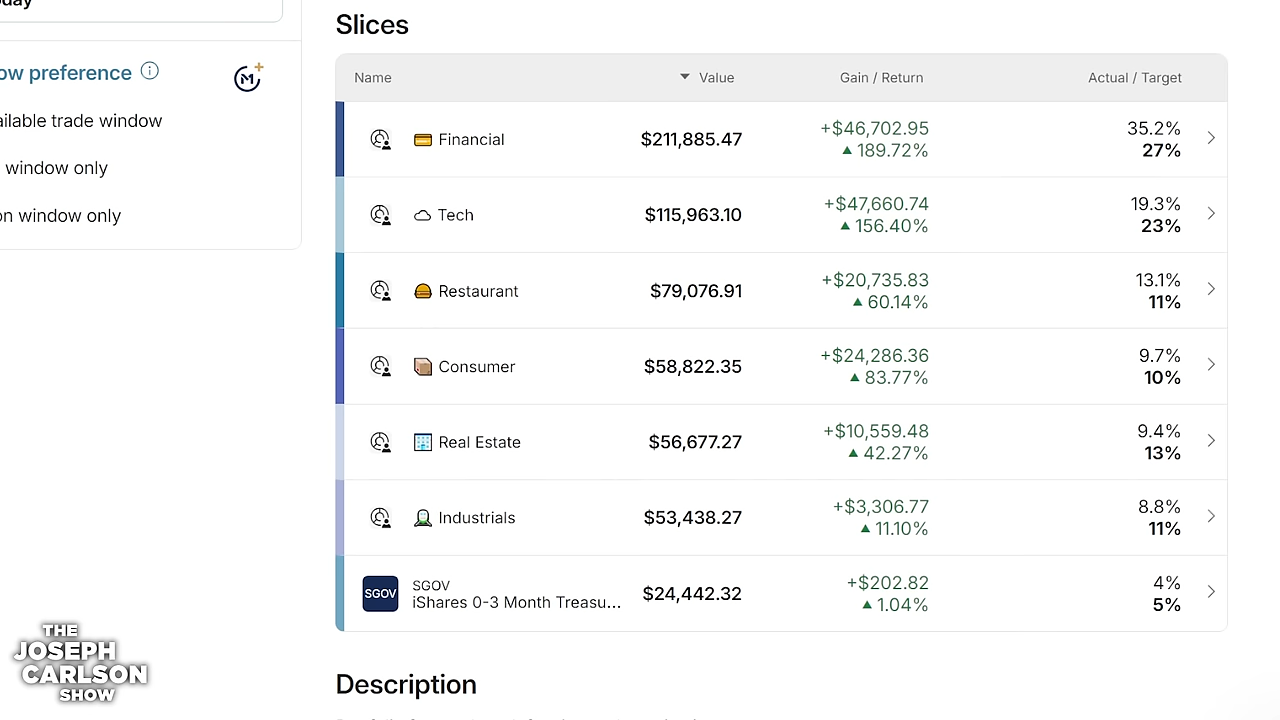 Slices
ow preference
ailable trade window
window only
on window only
Name Value Gain / Return Actual / Target
Financial $211,885.47 +$46,702.95 35.2%
189.72% 27%
Tech $115,963.10 +$47,660.74 19.3%
156.40% 23%
Restaurant $79,076.91 +$20,735.83 13.1%
60.14% 11%
Consumer $58,822.35 +$24,286.36 9.7%
83.77% 10%
Real Estate $56,677.27 +$10,559.48 9.4%
42.27% 13%
Industrials $53,438.27 +$3,306.77 8.8%
11.10% 11%
SGOV SGOV $24,442.32 +$202.82 4%
iShares 0-3 Month Treasu... 1.04% 5%
Description
THE
JOSEPH
CARLSON
SHOW